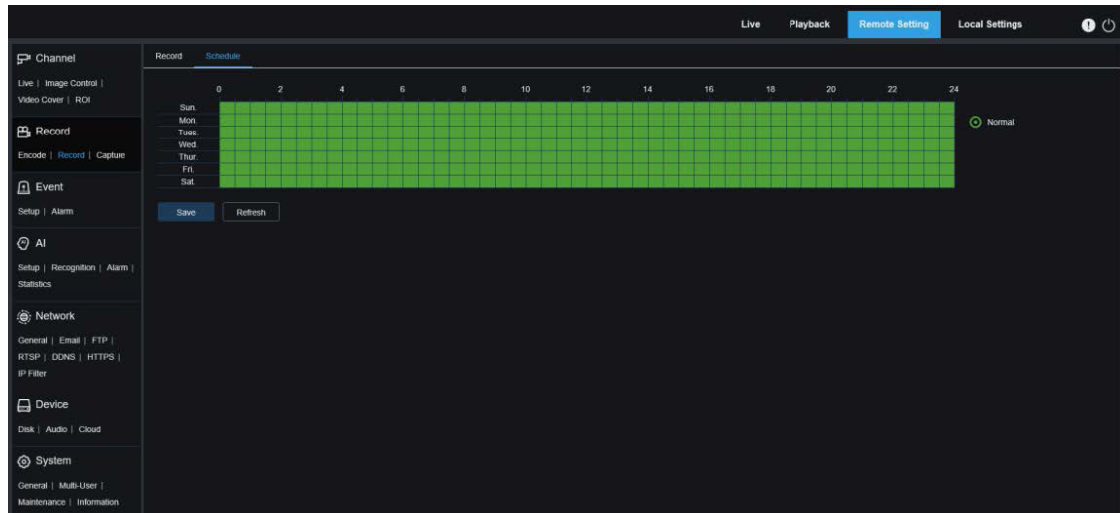 Live Playback Remote Setting Local Settings
Channel
Live | Image Control |
Video Cover | ROI
Record
Encode | Record | Capture
Event
Setup | Alarm
AI
Setup | Recognition | Alarm |
Statistics
Network
General | Email | FTP |
RTSP | DDNS | HTTPS |
IP Filter
Device
Disk | Audio | Cloud
System
General | Multi-User |
Maintenance | Information
Record Schedule
0 2 4 6 8 10 12 14 16 18 20 22 24
Sun.
Mon.
Tues.
Wed.
Thur.
Fri.
Sat.
Normal
Save Refresh